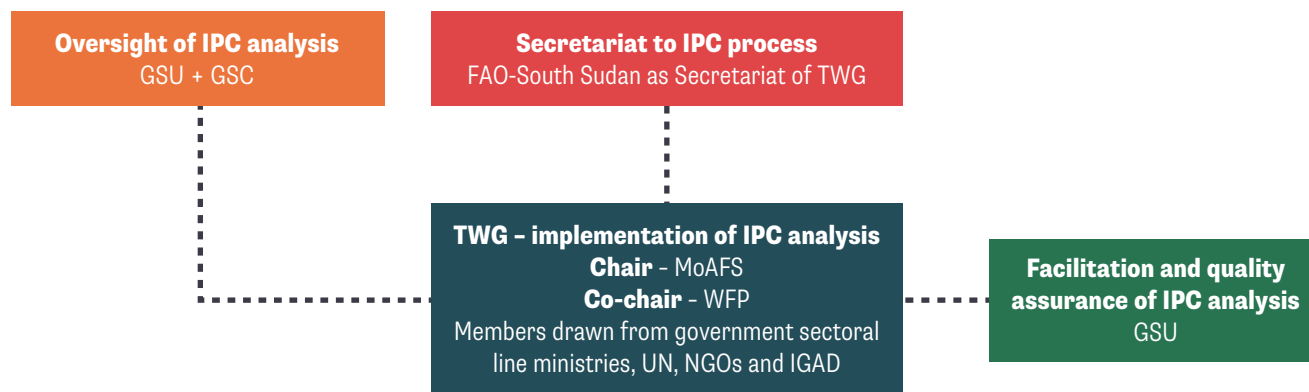 Oversight of IPC analysis
GSU + GSC
Secretariat to IPC process
FAO-South Sudan as Secretariat of TWG
TWG – implementation of IPC analysis
Chair - MoAFS
Co-chair - WFP
Members drawn from government sectoral
line ministries, UN, NGOs and IGAD
Facilitation and quality
assurance of IPC analysis
GSU